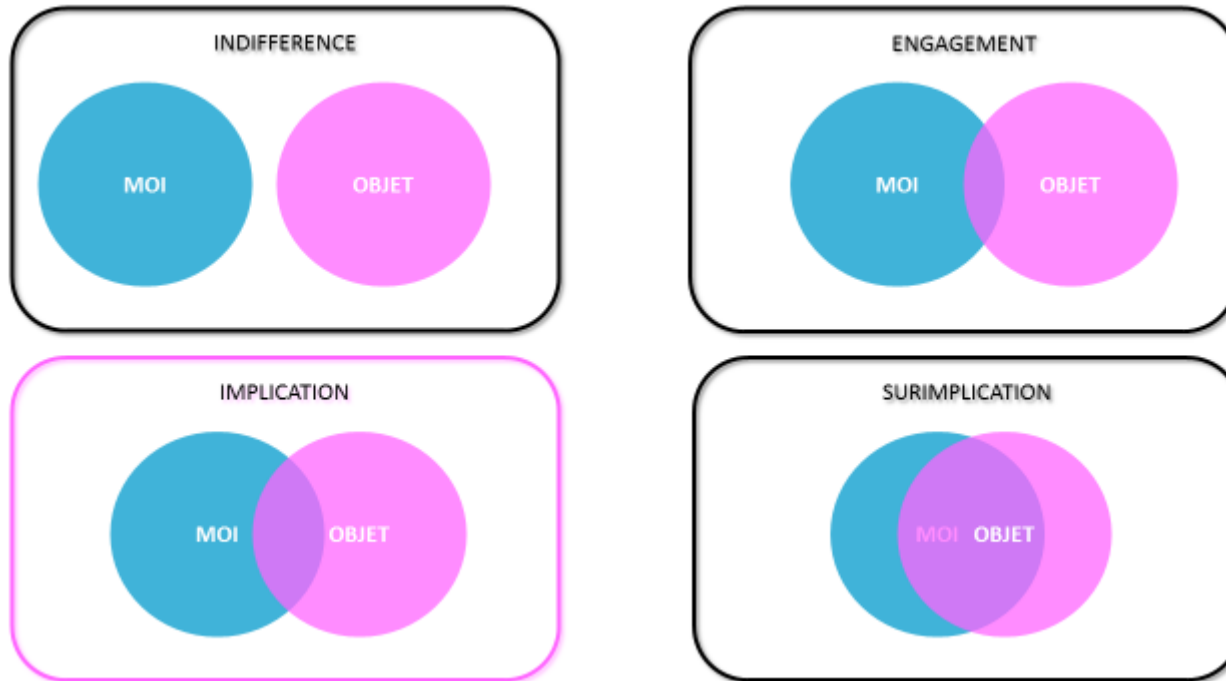 INDIFFERENCE
MOI
OBJET
ENGAGEMENT
MOI
OBJET
IMPLICATION
MOI
OBJET
SURIMPLICATION
MOI
OBJET